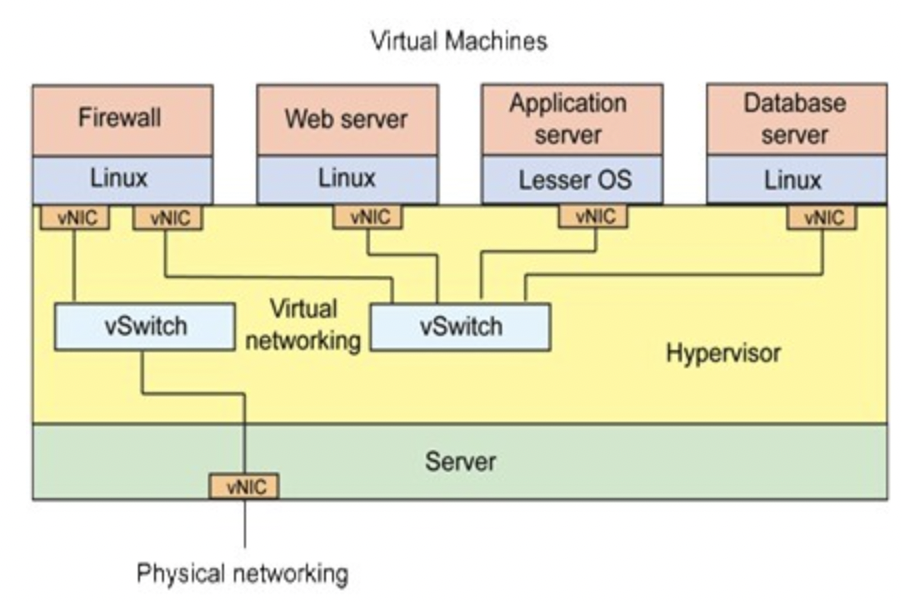 Virtual Machines
Firewall
Linux
Web server
Linux
Application
server
Lesser OS
Database
server
Linux
vNIC
vNIC
vNIC
vNIC
vNIC
vSwitch
Virtual
networking
vSwitch
Hypervisor
Server
vNIC
Physical networking